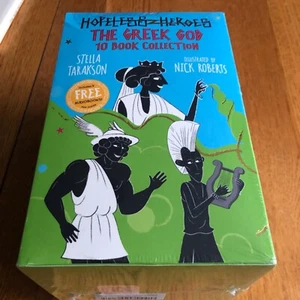 HOPELESS HEROES
THE GREEK GOD
10 BOOK COLLECTION
STELLA
TARAKSON
ILLUSTRATED BY
NICK ROBERTS
FREE